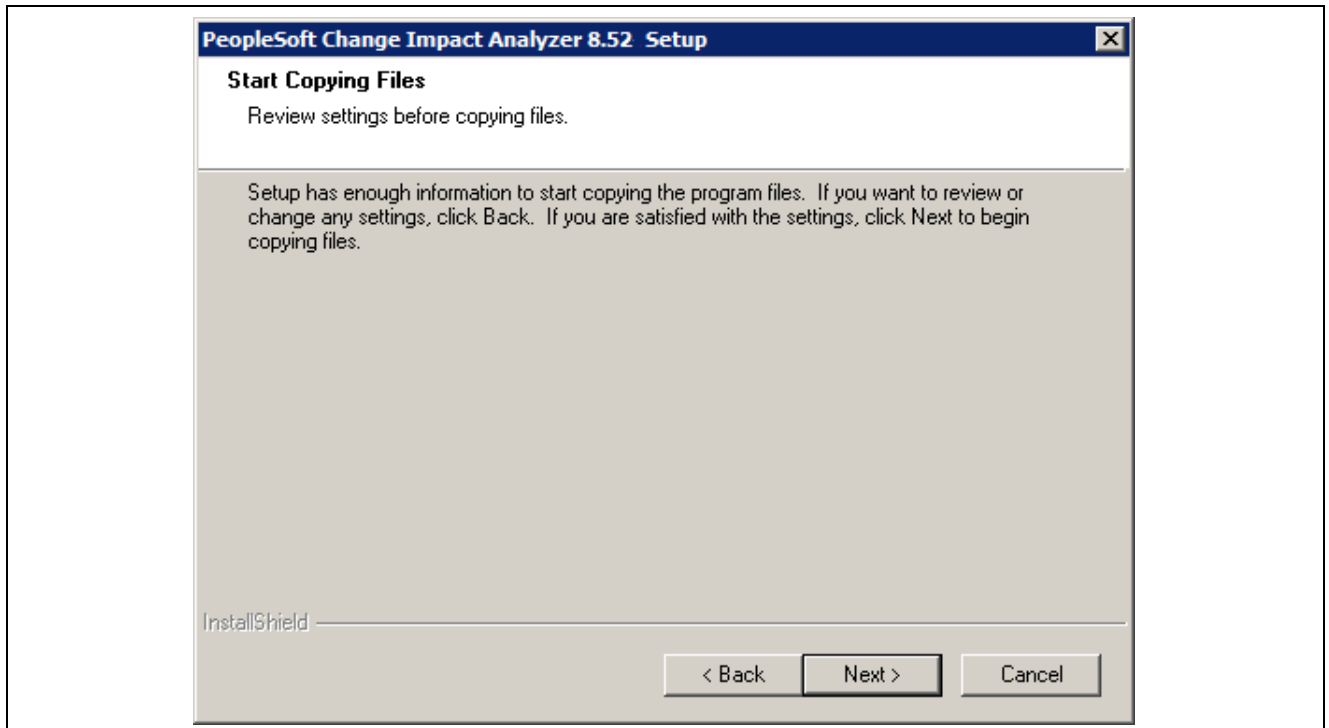 PeopleSoft Change Impact Analyzer 8.52  Setup
Start Copying Files
Review settings before copying files.
Setup has enough information to start copying the program files.  If you want to review or
change any settings, click Back.  If you are satisfied with the settings, click Next to begin
copying files.
InstallShield
< Back Next > Cancel